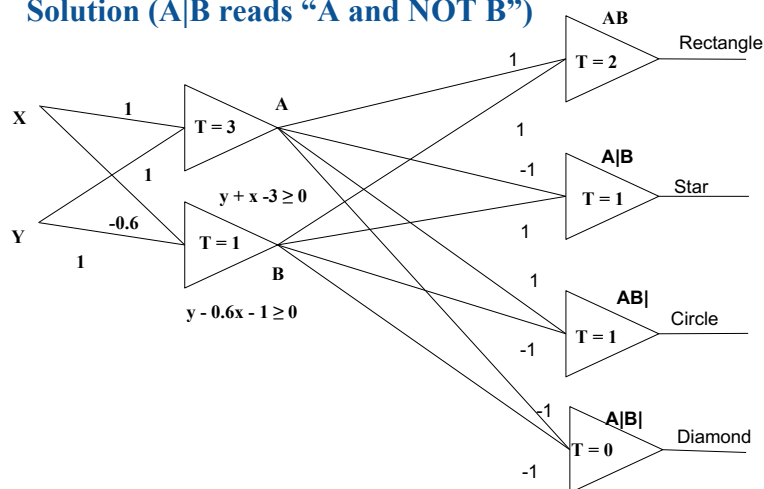 Solution (A|B reads “A and NOT B”)
AB
Rectangle
1
T = 2
X
1
A
T = 3
1
A|B
-1
Star
T = 1
1
y + x -3 ≥ 0
-0.6
Y
T = 1
1
1
B
1
AB|
Circle
y - 0.6x - 1 ≥ 0
T = 1
-1
-1
A|B|
Diamond
T = 0
-1